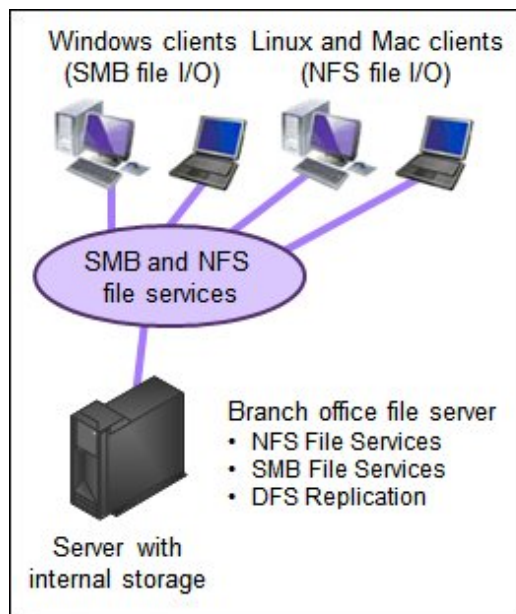 Windows clients
(SMB file I/O)
Linux and Mac clients
(NFS file I/O)
SMB and NFS
file services
Branch office file server
• NFS File Services
• SMB File Services
• DFS Replication
Server with
internal storage